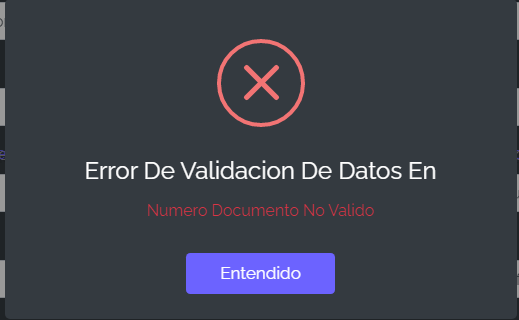 Error De Validacion De Datos En
Numero Documento No Valido
Entendido